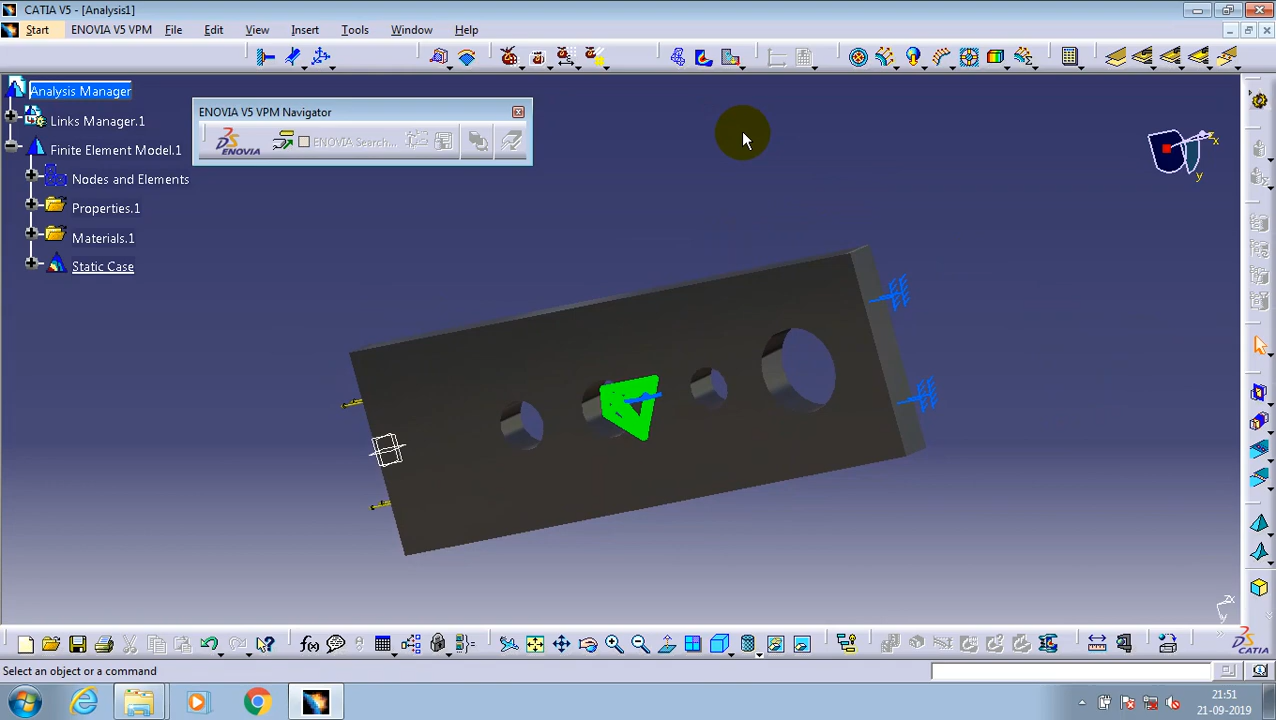 CATIA V5 - [Analysis1]
Start ENOVIA V5 VPM File Edit View Insert Tools Window Help
Analysis Manager
Links Manager.1
Finite Element Model.1
Nodes and Elements
Properties.1
Materials.1
Static Case
ENOVIA V5 VPM Navigator
ENOVIA
ENOVIA Search...
x
y
f(x)
zx
CATIA
Select an object or a command
21:51
21-09-2019